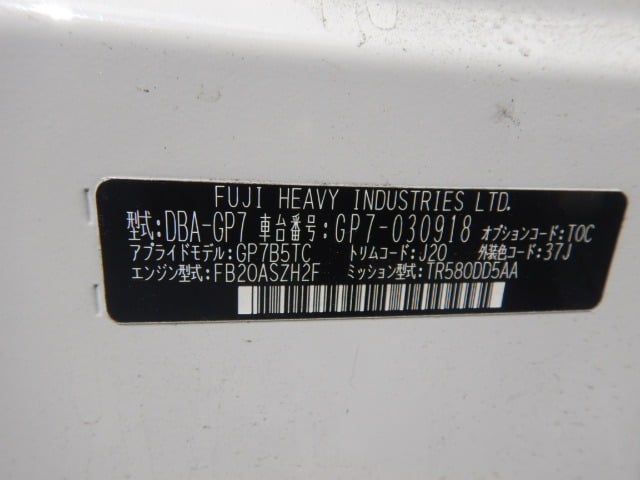 FUJI HEAVY INDUSTRIES LTD.
型式:DBA-GP7 車台番号:GP7-030918 オプションコード:TOC
アプライドモデル:GP7B5TC トリムコード:J20 外装色コード:37J
エンジン型式:FB20ASZH2F ミッション型式:TR580DD5AA